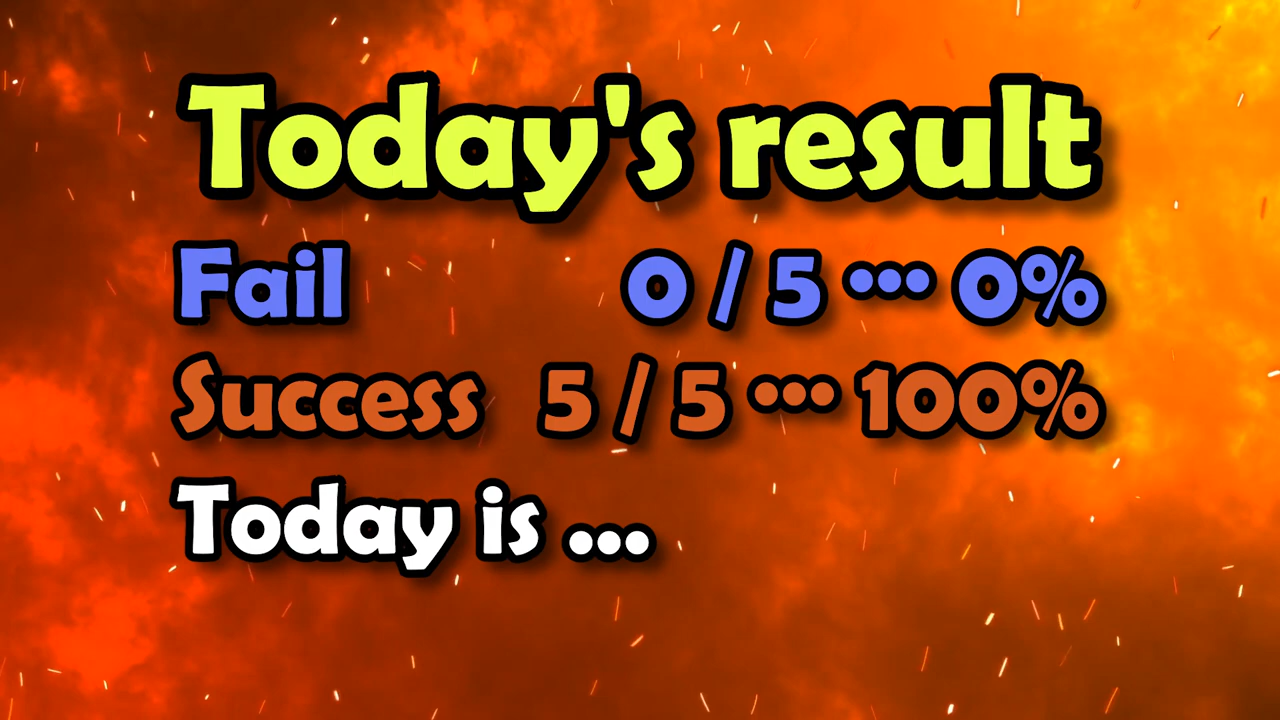 Today's result
Fail 0 / 5 ••• 0%
Success 5 / 5 ••• 100%
Today is ...